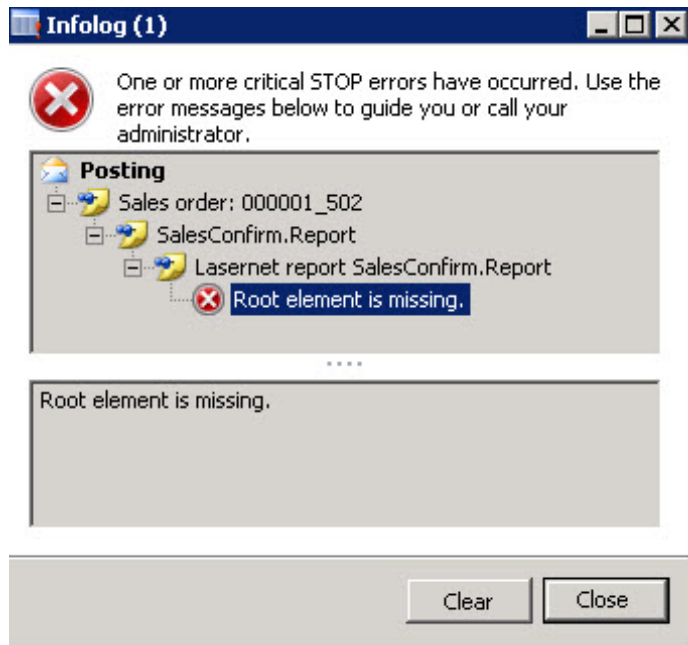 Infolog (1)
One or more critical STOP errors have occurred. Use the
error messages below to guide you or call your
administrator.
Posting
Sales order: 000001_502
SalesConfirm.Report
Lasernet report SalesConfirm.Report
Root element is missing.
Root element is missing.
Clear
Close